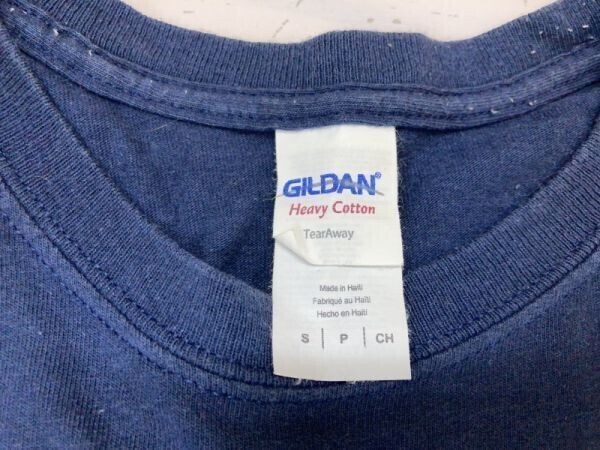 GILDAN®
Heavy Cotton
TearAway
Made in Haiti
Fabriqué au Haïti
Hecho en Haiti
S | P | CH